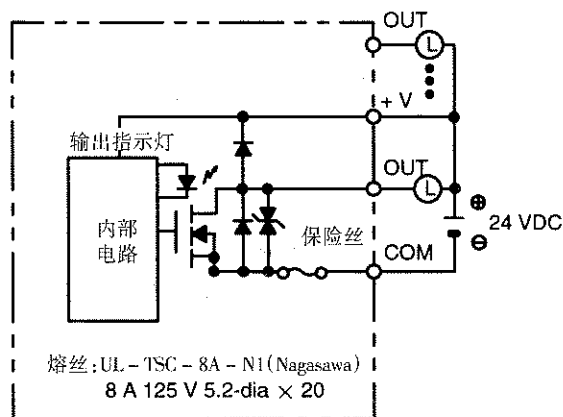 OUT
L
+ V
输出指示灯
OUT
L
内部
电路
保险丝
⊕
24 VDC
⊖
COM
熔丝:UL-TSC-8A-N1(Nagasawa)
8 A 125 V 5.2-dia × 20